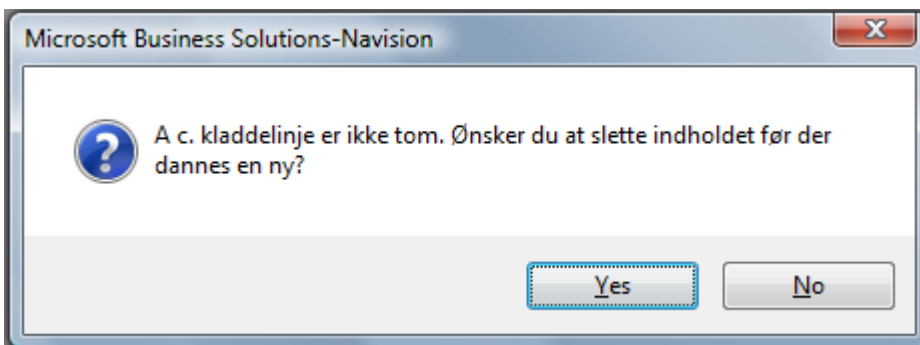 Microsoft Business Solutions-Navision
A c. kladdelinje er ikke tom. Ønsker du at slette indholdet før der
dannes en ny?
Yes
No